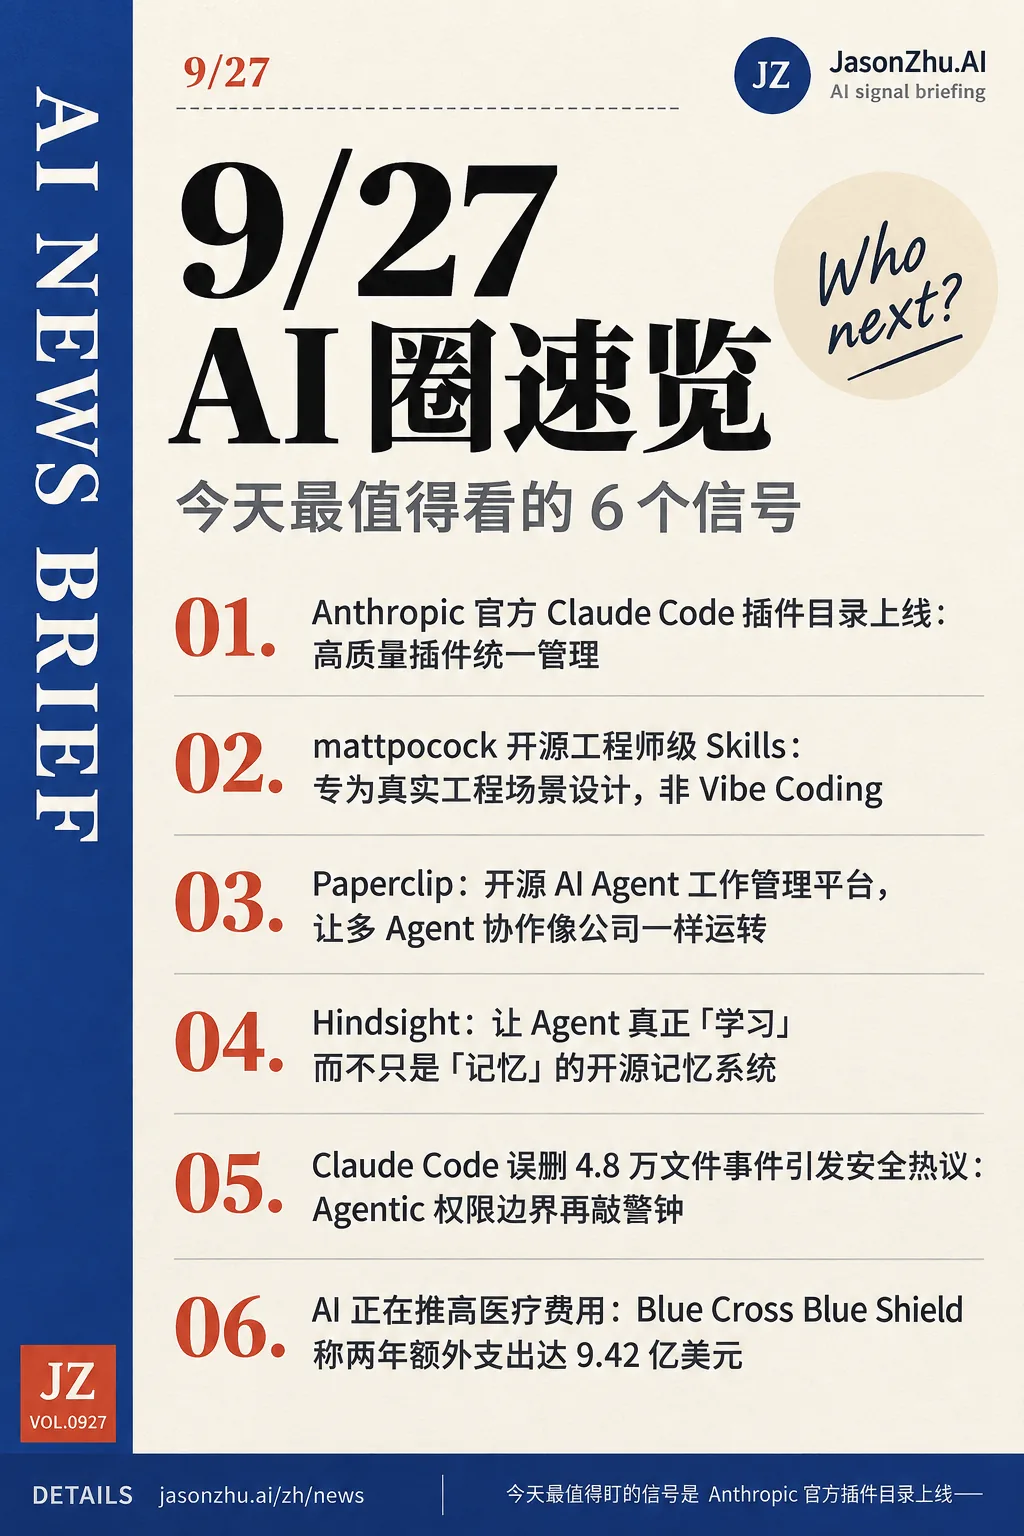 AI NEWS BRIEF
9/27
JZ
JasonZhu.AI
AI signal briefing
9/27
AI 圈速览
Who
next?
今天最值得看的 6 个信号
01.
Anthropic 官方 Claude Code 插件目录上线：
高质量插件统一管理
02.
mattpocock 开源工程师级 Skills：
专为真实工程场景设计，非 Vibe Coding
03.
Paperclip：开源 AI Agent 工作管理平台，
让多 Agent 协作像公司一样运转
04.
Hindsight：让 Agent 真正「学习」
而不只是「记忆」的开源记忆系统
05.
Claude Code 误删 4.8 万文件事件引发安全热议：
Agentic 权限边界再敲警钟
06.
AI 正在推高医疗费用：Blue Cross Blue Shield
称两年额外支出达 9.42 亿美元
JZ
VOL.0927
DETAILS
jasonzhu.ai/zh/news
今天最值得盯的信号是 Anthropic 官方插件目录上线——